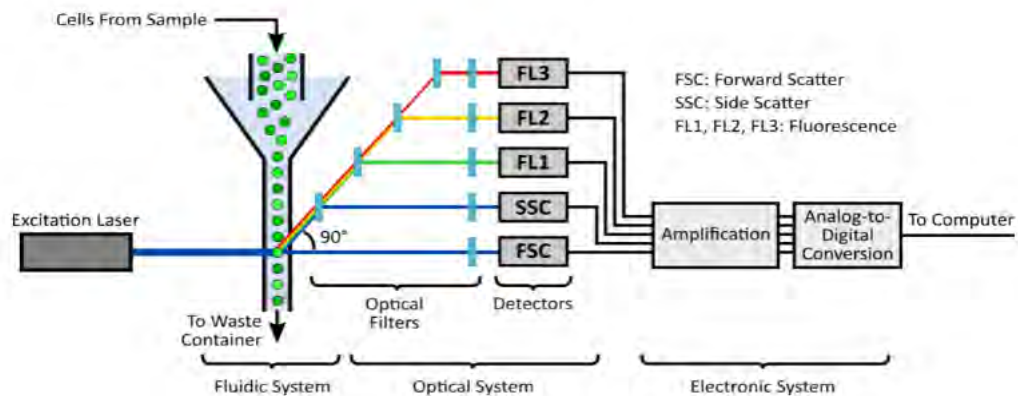 Cells From Sample
FL3
FL2
FL1
SSC
FSC
FSC: Forward Scatter
SSC: Side Scatter
FL1, FL2, FL3: Fluorescence
Excitation Laser
90°
Amplification
Analog-to-
Digital
Conversion
To Computer
To Waste
Container
Optical
Filters
Detectors
Fluidic System
Optical System
Electronic System